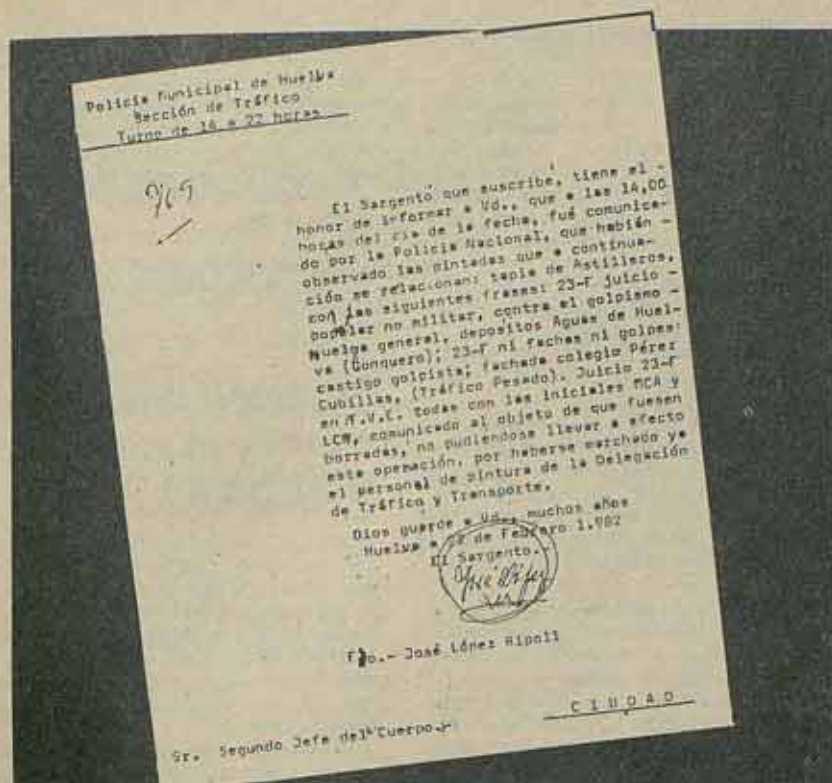 Policía Municipal de Huelva
Sección de Tráfico
Turno de 14 a 22 horas
El Sargento que suscribe, tiene el -
honor de informar a Vd., que a las 14,00
horas del día de la fecha, fué comunica-
do por la Policía Nacional, que habían -
observado las pintadas que a continua-
ción se relacionan: tapia de Astilleros,
con las siguientes frases: 23-F juicio -
popular no militar, contra el golpismo -
Huelga general, depositos Aguas de Huel-
va (Conquero); 23-F ni fachas ni golpes:
castigo golpista; fachada colegio Pérez
Cubillas, (Tráfico Pesado). Juicio 23-F
en T.V.E. todas con las iniciales MCA y
LCR, comunicado al objeto de que fuesen
borradas, no pudiendose llevar a efecto
esta operación, por haberse marchado ya
el personal de pintura de la Delegación
de Tráfico y Transporte.
Dios guarde a Vd., muchos años
Huelva a de Febrero 1.982
El Sargento.-
José López
Fdo.- José López Ripoll
Sr. Segundo Jefe del Cuerpo.-
CIUDAD